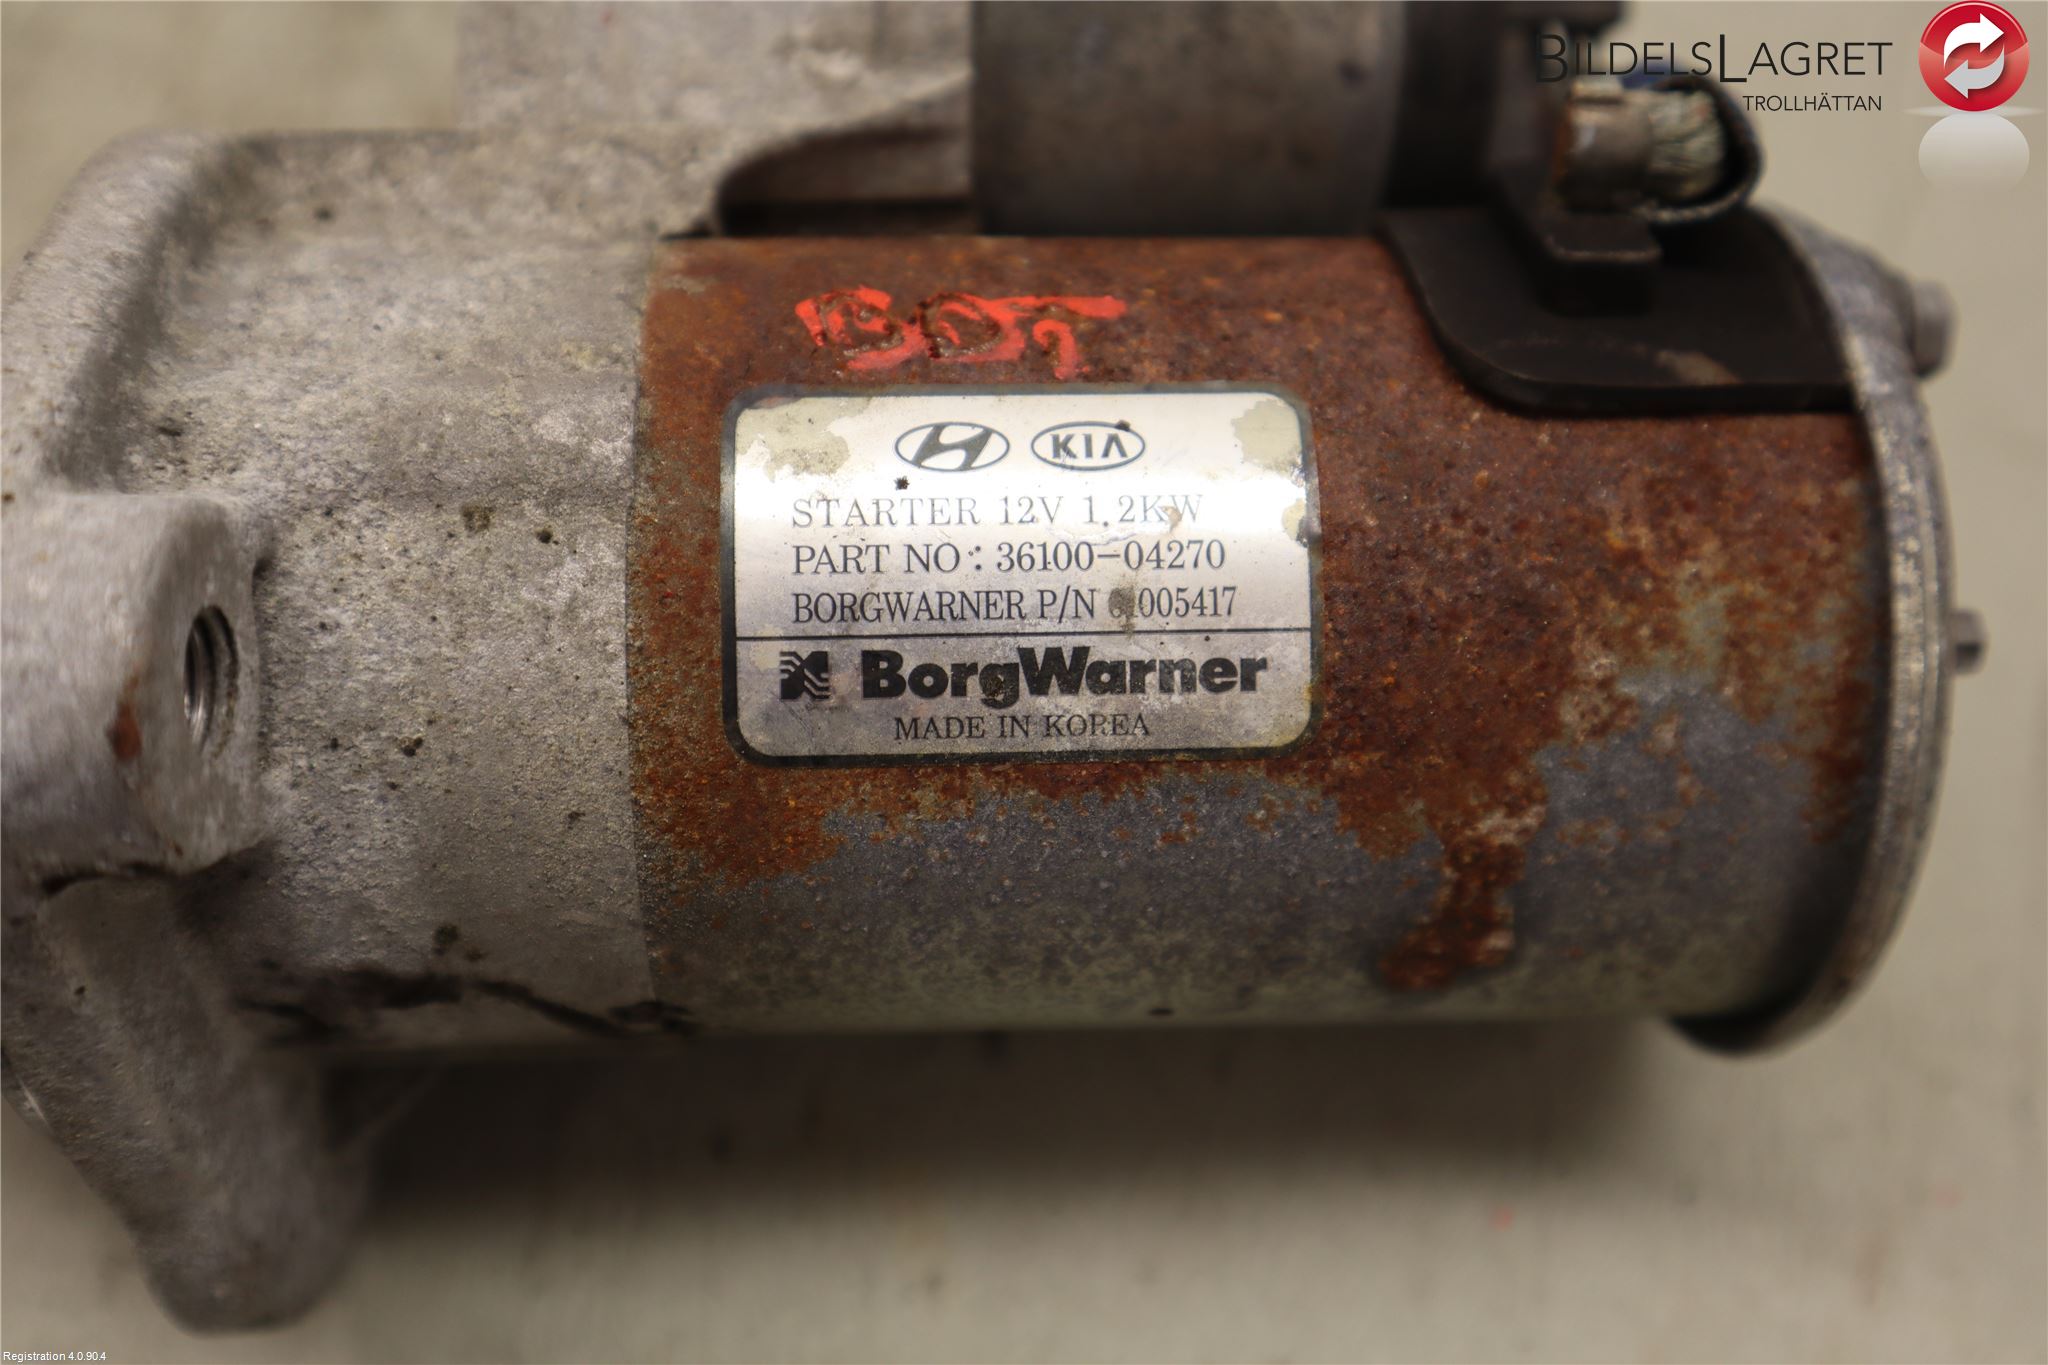 BILDELSLAGRET
TROLLHÄTTAN
KIA
STARTER 12V 1.2KW
PART NO : 36100-04270
BORGWARNER P/N
BorgWarner
MADE IN KOREA
Registration 4.0.90.4